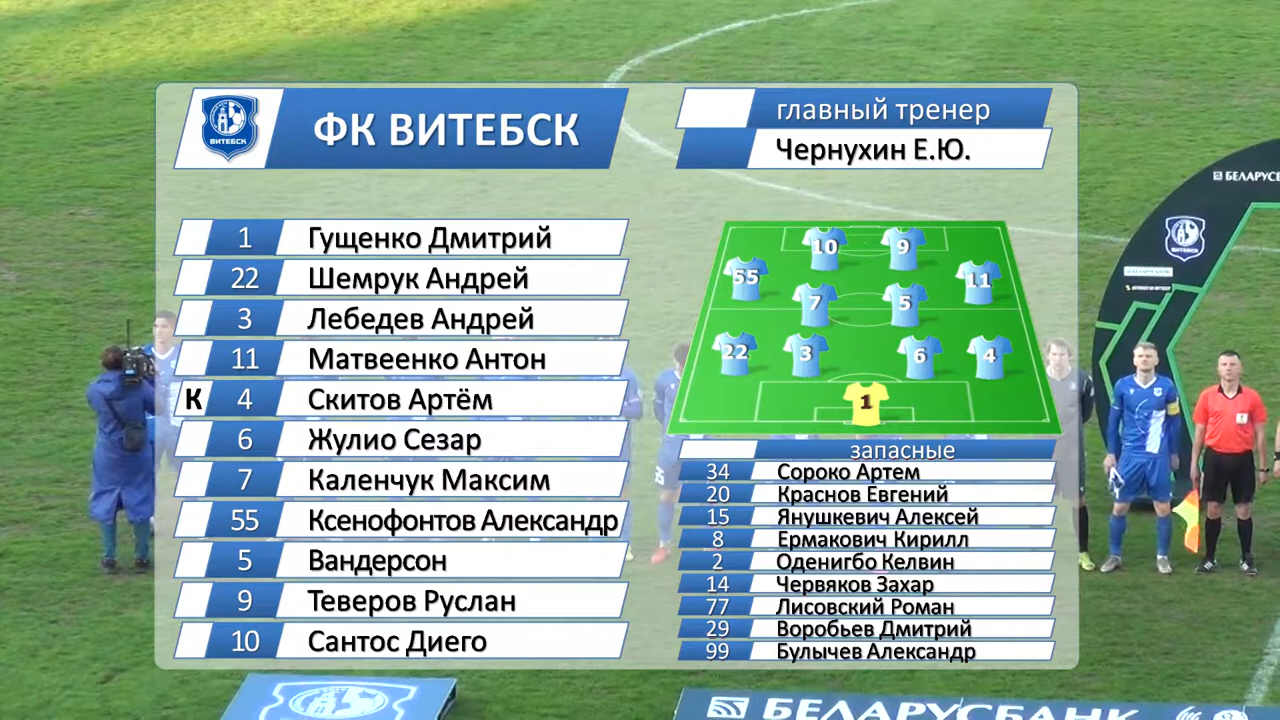 ВИТЕБСК
ФК ВИТЕБСК
главный тренер
Чернухин Е.Ю.
1 Гущенко Дмитрий
22 Шемрук Андрей
3 Лебедев Андрей
11 Матвеенко Антон
К 4 Скитов Артём
6 Жулио Сезар
7 Каленчук Максим
55 Ксенофонтов Александр
5 Вандерсон
9 Теверов Руслан
10 Сантос Диего
10 9
55 11
7 5
22 3 6 4
1
запасные
34 Сороко Артем
20 Краснов Евгений
15 Янушкевич Алексей
8 Ермакович Кирилл
2 Оденигбо Келвин
14 Червяков Захар
77 Лисовский Роман
29 Воробьев Дмитрий
99 Булычев Александр
БЕЛАРУСБ
БЕЛАРУСБАНК